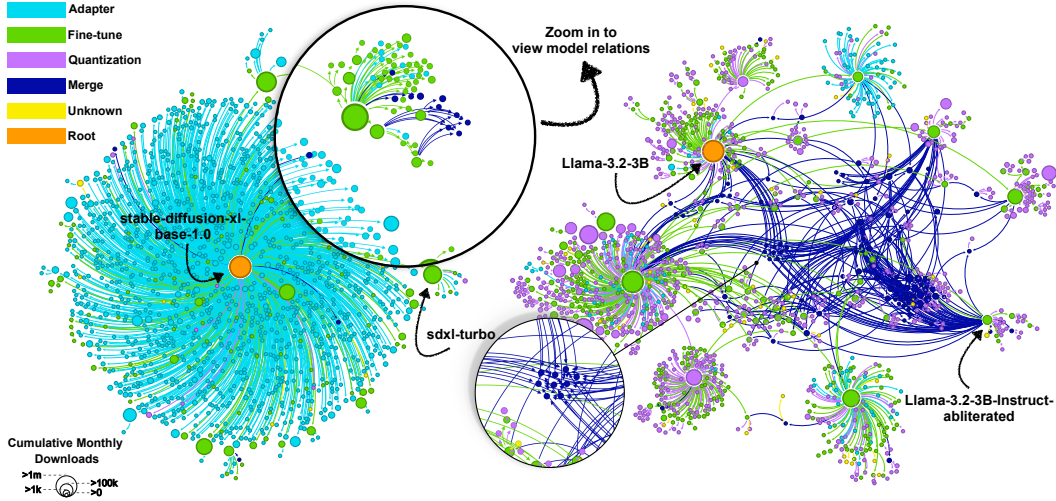 Adapter
Fine-tune
Quantization
Merge
Unknown
Root
Zoom in to
view model relations
stable-diffusion-xl-
base-1.0
sdxl-turbo
Llama-3.2-3B
Llama-3.2-3B-Instruct-
abliterated
Cumulative Monthly
Downloads
>1m
>100k
>1k
>0